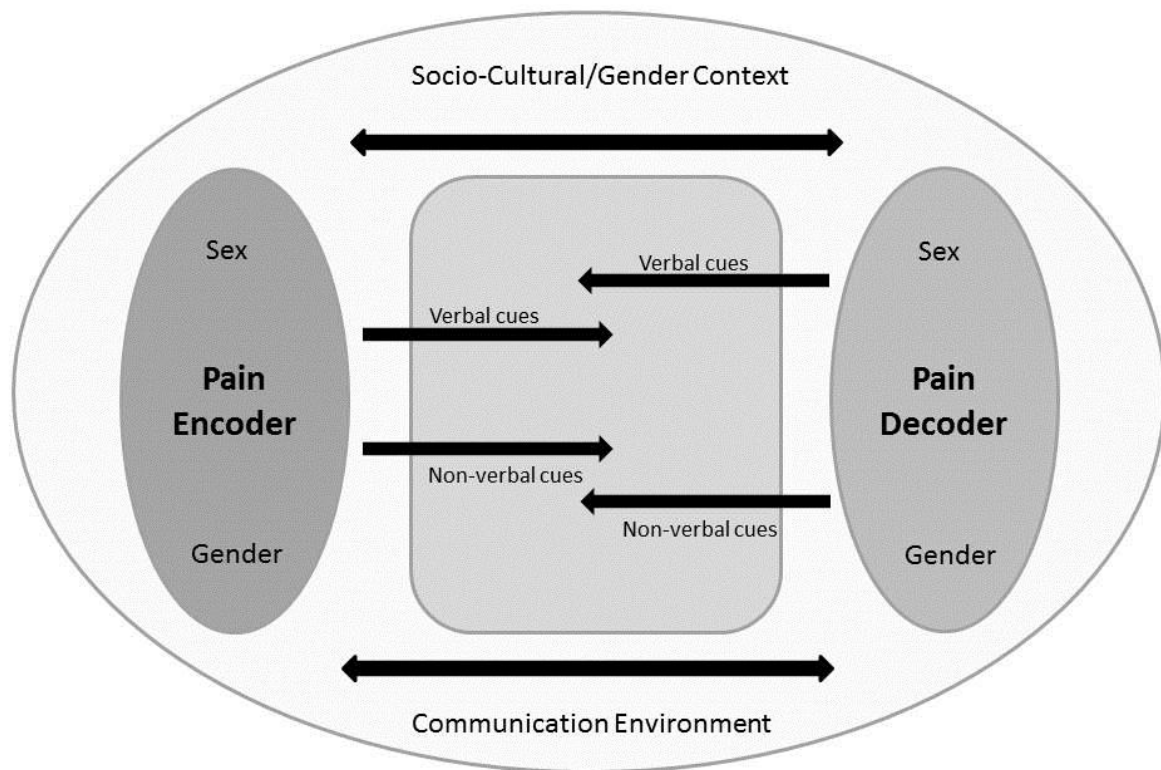 Socio-Cultural/Gender Context
Sex
Pain
Encoder
Gender
Verbal cues
Verbal cues
Non-verbal cues
Non-verbal cues
Sex
Pain
Decoder
Gender
Communication Environment